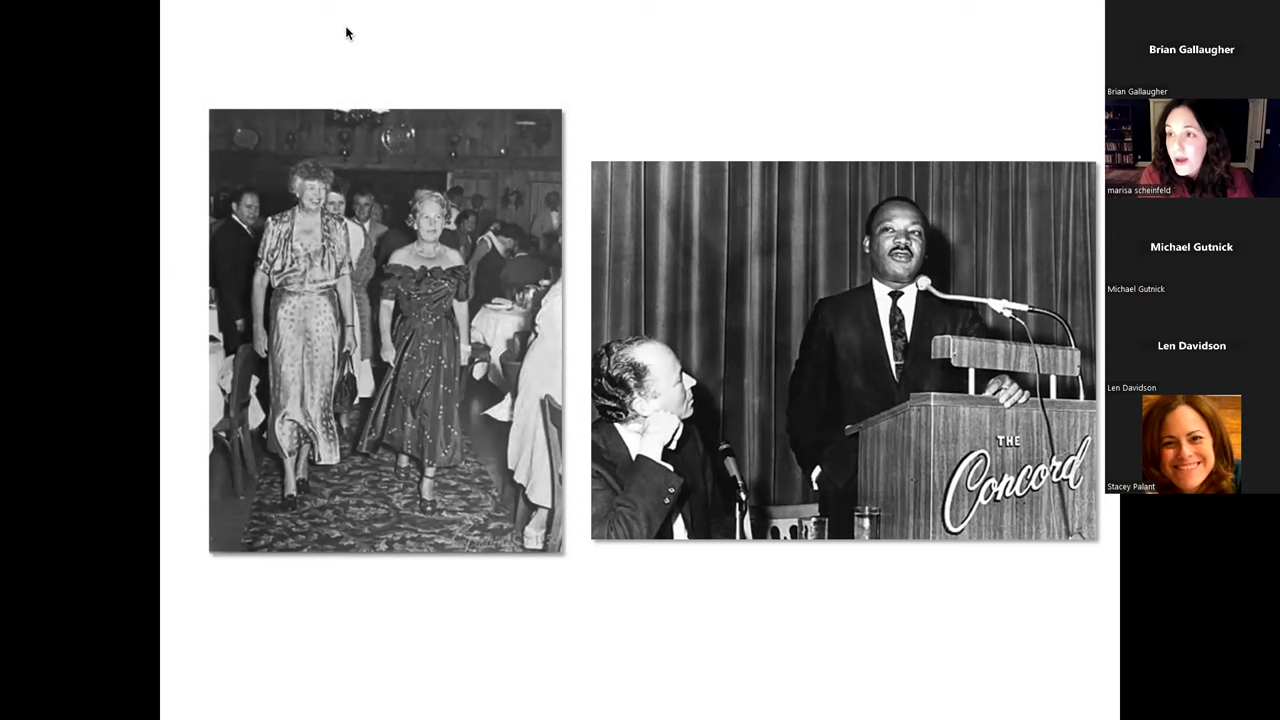 THE
Concord
Brian Gallaugher
Brian Gallaugher
marisa scheinfeld
Michael Gutnick
Michael Gutnick
Len Davidson
Len Davidson
Stacey Palant